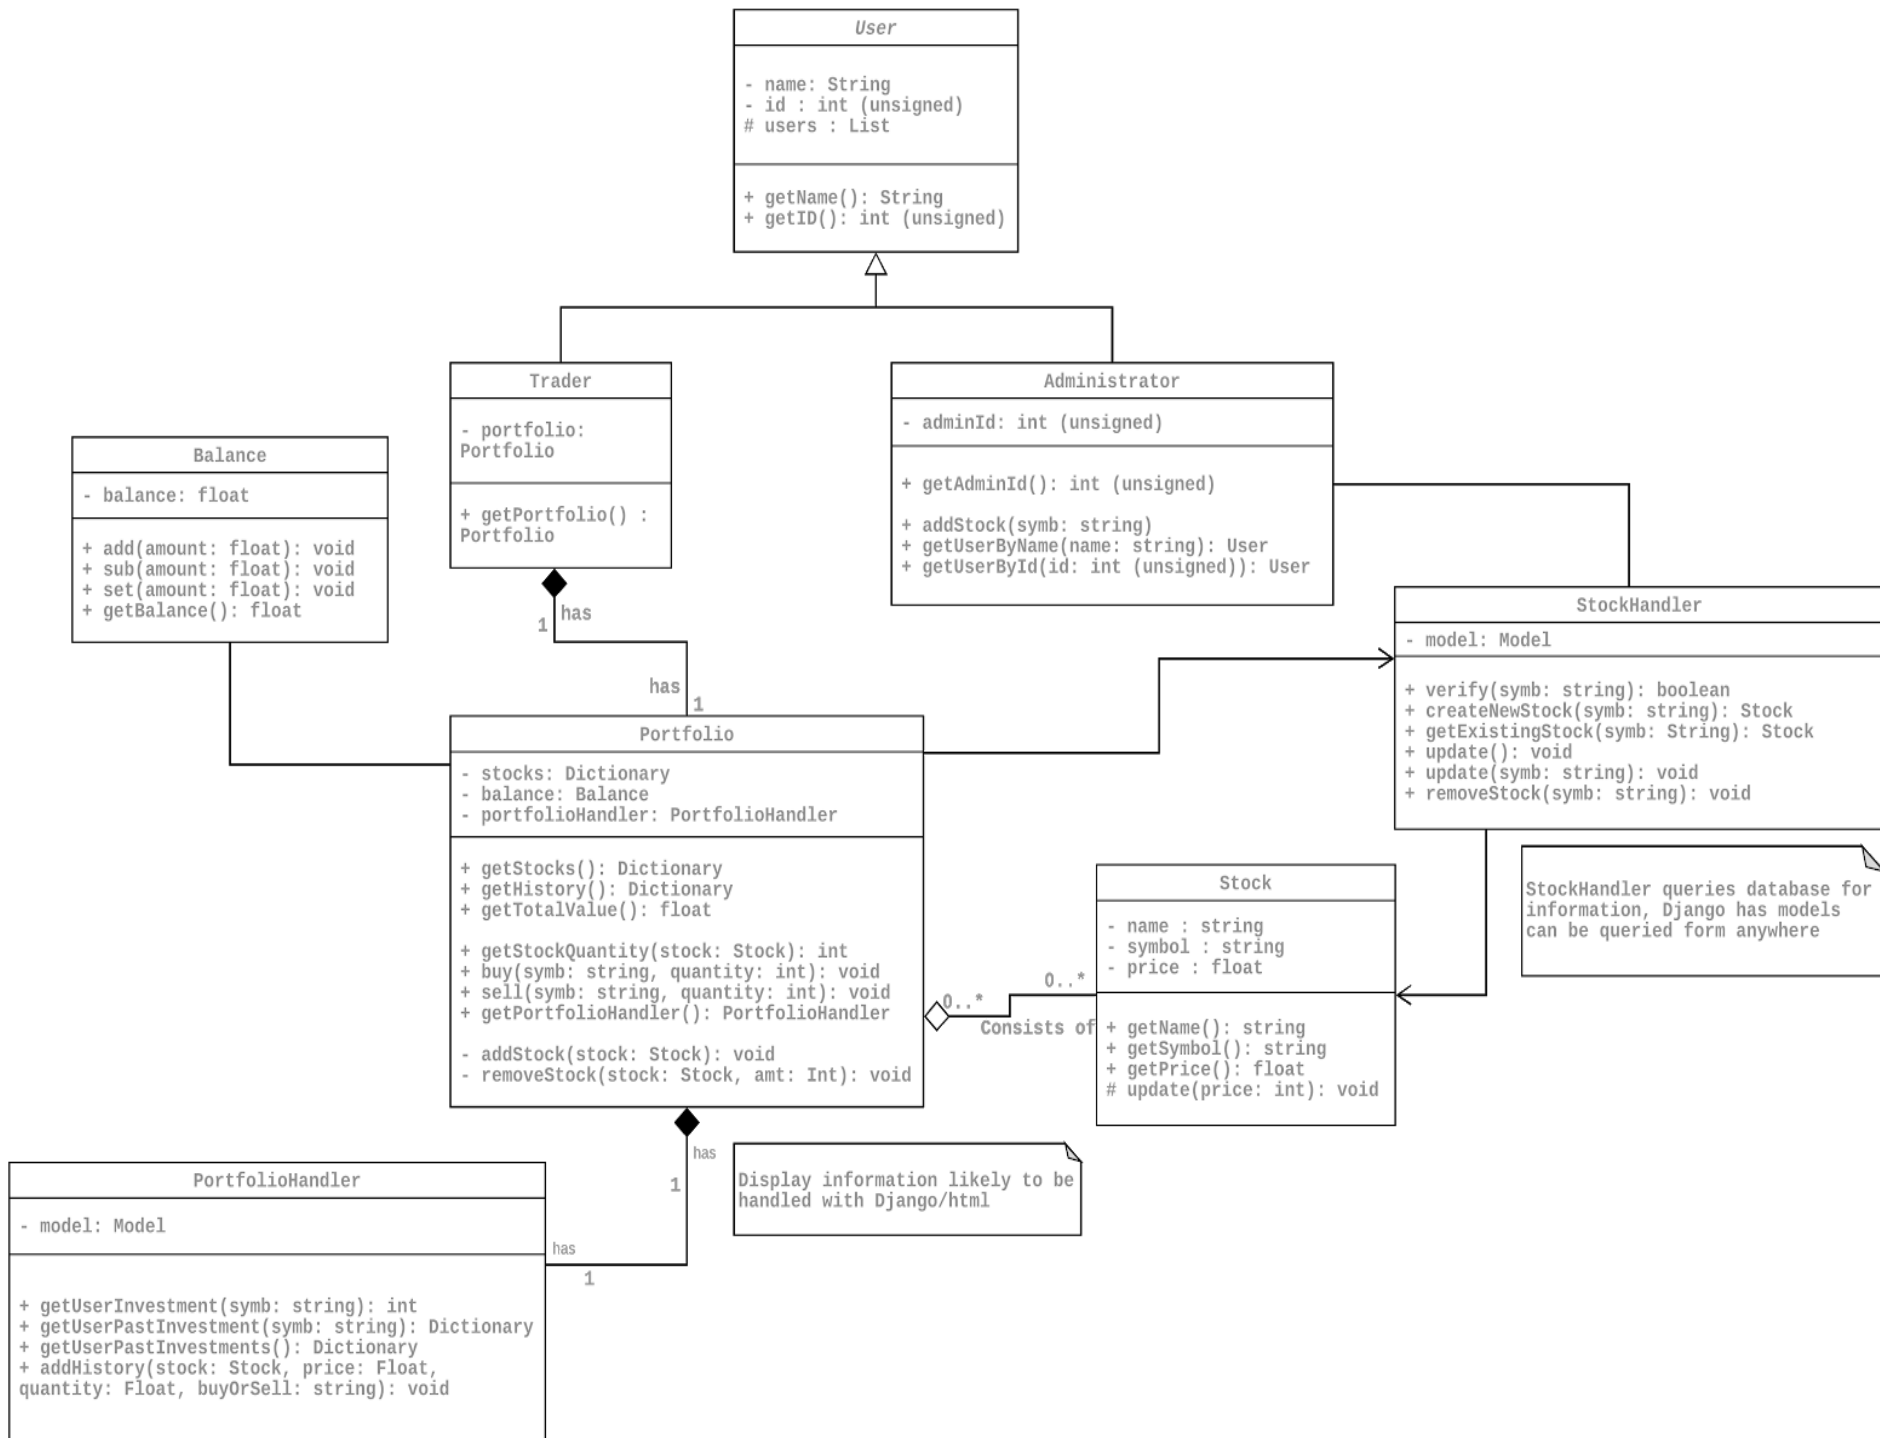 User
- name: String
- id : int (unsigned)
# users : List
+ getName(): String
+ getID(): int (unsigned)
Trader
- portfolio:
Portfolio
+ getPortfolio() :
Portfolio
Administrator
- adminId: int (unsigned)
+ getAdminId(): int (unsigned)
+ addStock(symb: string)
+ getUserByName(name: string): User
+ getUserById(id: int (unsigned)): User
Balance
- balance: float
+ add(amount: float): void
+ sub(amount: float): void
+ set(amount: float): void
+ getBalance(): float
has
1
has
1
StockHandler
- model: Model
+ verify(symb: string): boolean
+ createNewStock(symb: string): Stock
+ getExistingStock(symb: String): Stock
+ update(): void
+ update(symb: string): void
+ removeStock(symb: string): void
Portfolio
- stocks: Dictionary
- balance: Balance
- portfolioHandler: PortfolioHandler
+ getStocks(): Dictionary
+ getHistory(): Dictionary
+ getTotalValue(): float
+ getStockQuantity(stock: Stock): int
+ buy(symb: string, quantity: int): void
+ sell(symb: string, quantity: int): void
+ getPortfolioHandler(): PortfolioHandler
- addStock(stock: Stock): void
- removeStock(stock: Stock, amt: Int): void
0..*
0..*
Consists of
Stock
- name : string
- symbol : string
- price : float
+ getName(): string
+ getSymbol(): string
+ getPrice(): float
# update(price: int): void
StockHandler queries database for
information, Django has models
can be queried form anywhere
has
1
has
1
Display information likely to be
handled with Django/html
PortfolioHandler
- model: Model
+ getUserInvestment(symb: string): int
+ getUserPastInvestment(symb: string): Dictionary
+ getUserPastInvestments(): Dictionary
+ addHistory(stock: Stock, price: Float,
quantity: Float, buyOrSell: string): void